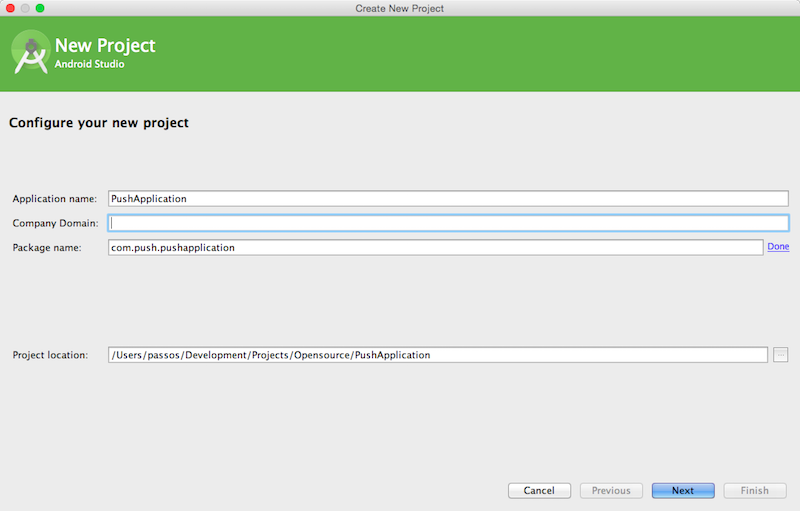 Create New Project
New Project
Android Studio
Configure your new project
Application name: PushApplication
Company Domain:
Package name: com.push.pushapplication Done
Project location: /Users/passos/Development/Projects/Opensource/PushApplication ...
Cancel Previous Next Finish